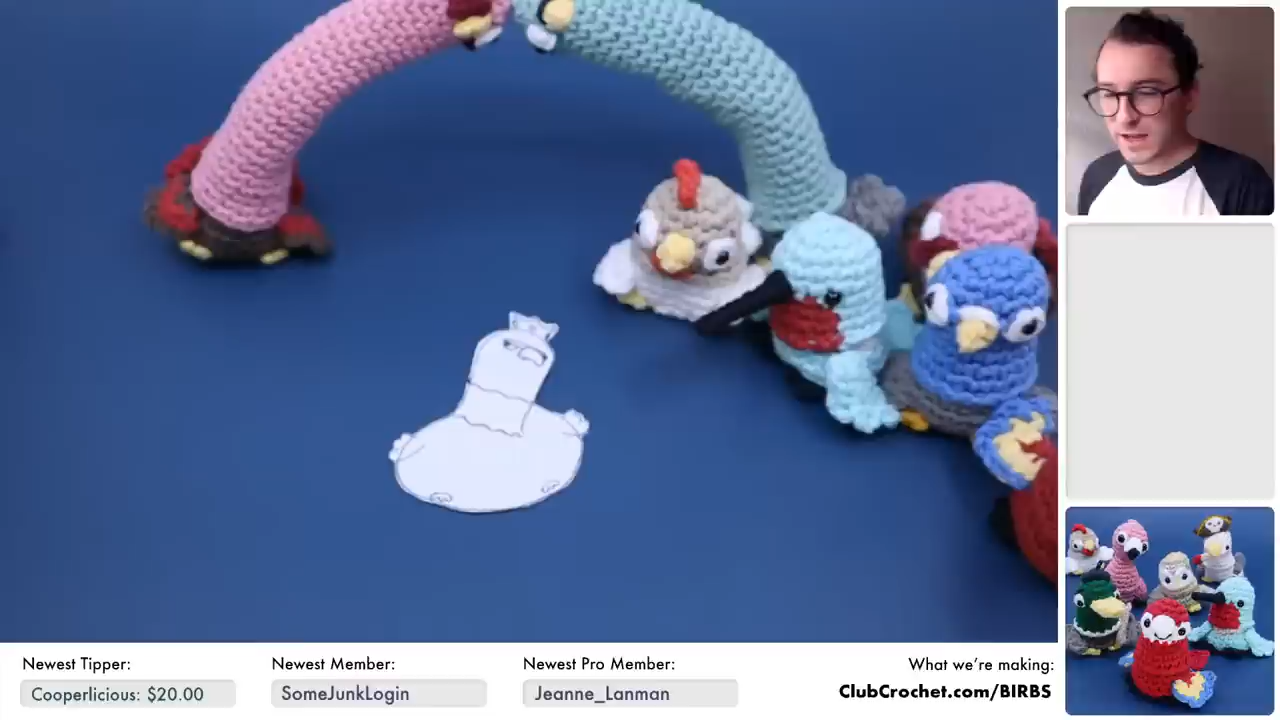 Newest Tipper:
Cooperlicious: $20.00
Newest Member:
SomeJunkLogin
Newest Pro Member:
Jeanne_Lanman
What we're making:
ClubCrochet.com/BIRBS